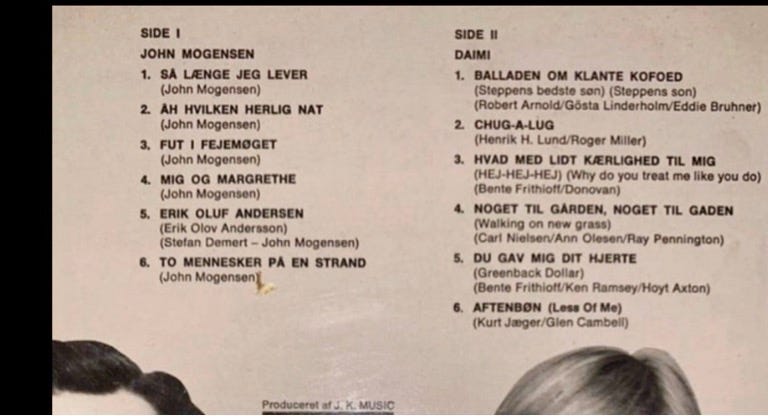 SIDE I
JOHN MOGENSEN
1. SÅ LÆNGE JEG LEVER
(John Mogensen)
2. ÅH HVILKEN HERLIG NAT
(John Mogensen)
3. FUT I FEJEMØGET
(John Mogensen)
4. MIG OG MARGRETHE
(John Mogensen)
5. ERIK OLUF ANDERSEN
(Erik Olov Andersson)
(Stefan Demert – John Mogensen)
6. TO MENNESKER PÅ EN STRAND
(John Mogensen)
SIDE II
DAIMI
1. BALLADEN OM KLANTE KOFOED
(Steppens bedste søn) (Steppens son)
(Robert Arnold/Gösta Linderholm/Eddie Bruhner)
2. CHUG-A-LUG
(Henrik H. Lund/Roger Miller)
3. HVAD MED LIDT KÆRLIGHED TIL MIG
(HEJ-HEJ-HEJ) (Why do you treat me like you do)
(Bente Frithioff/Donovan)
4. NOGET TIL GÅRDEN, NOGET TIL GADEN
(Walking on new grass)
(Carl Nielsen/Ann Olesen/Ray Pennington)
5. DU GAV MIG DIT HJERTE
(Greenback Dollar)
(Bente Frithioff/Ken Ramsey/Hoyt Axton)
6. AFTENBØN (Less Of Me)
(Kurt Jæger/Glen Cambell)
Produceret af J. K. MUSIC